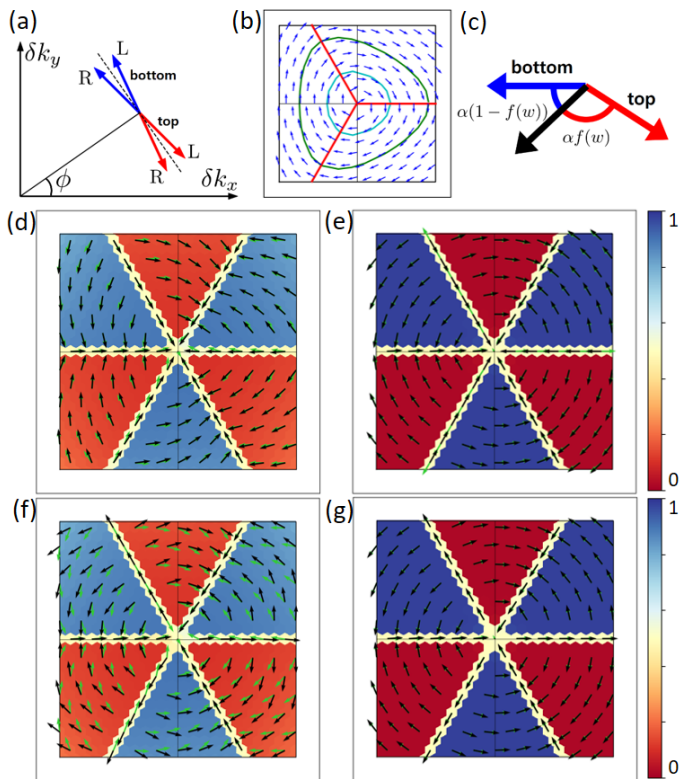 (a)
δk_y
L
R
bottom
top
L
R
ϕ
δk_x
(b)
(c)
bottom
top
α(1 − f(w))
αf(w)
(d)
(e)
1
0
(f)
(g)
1
0